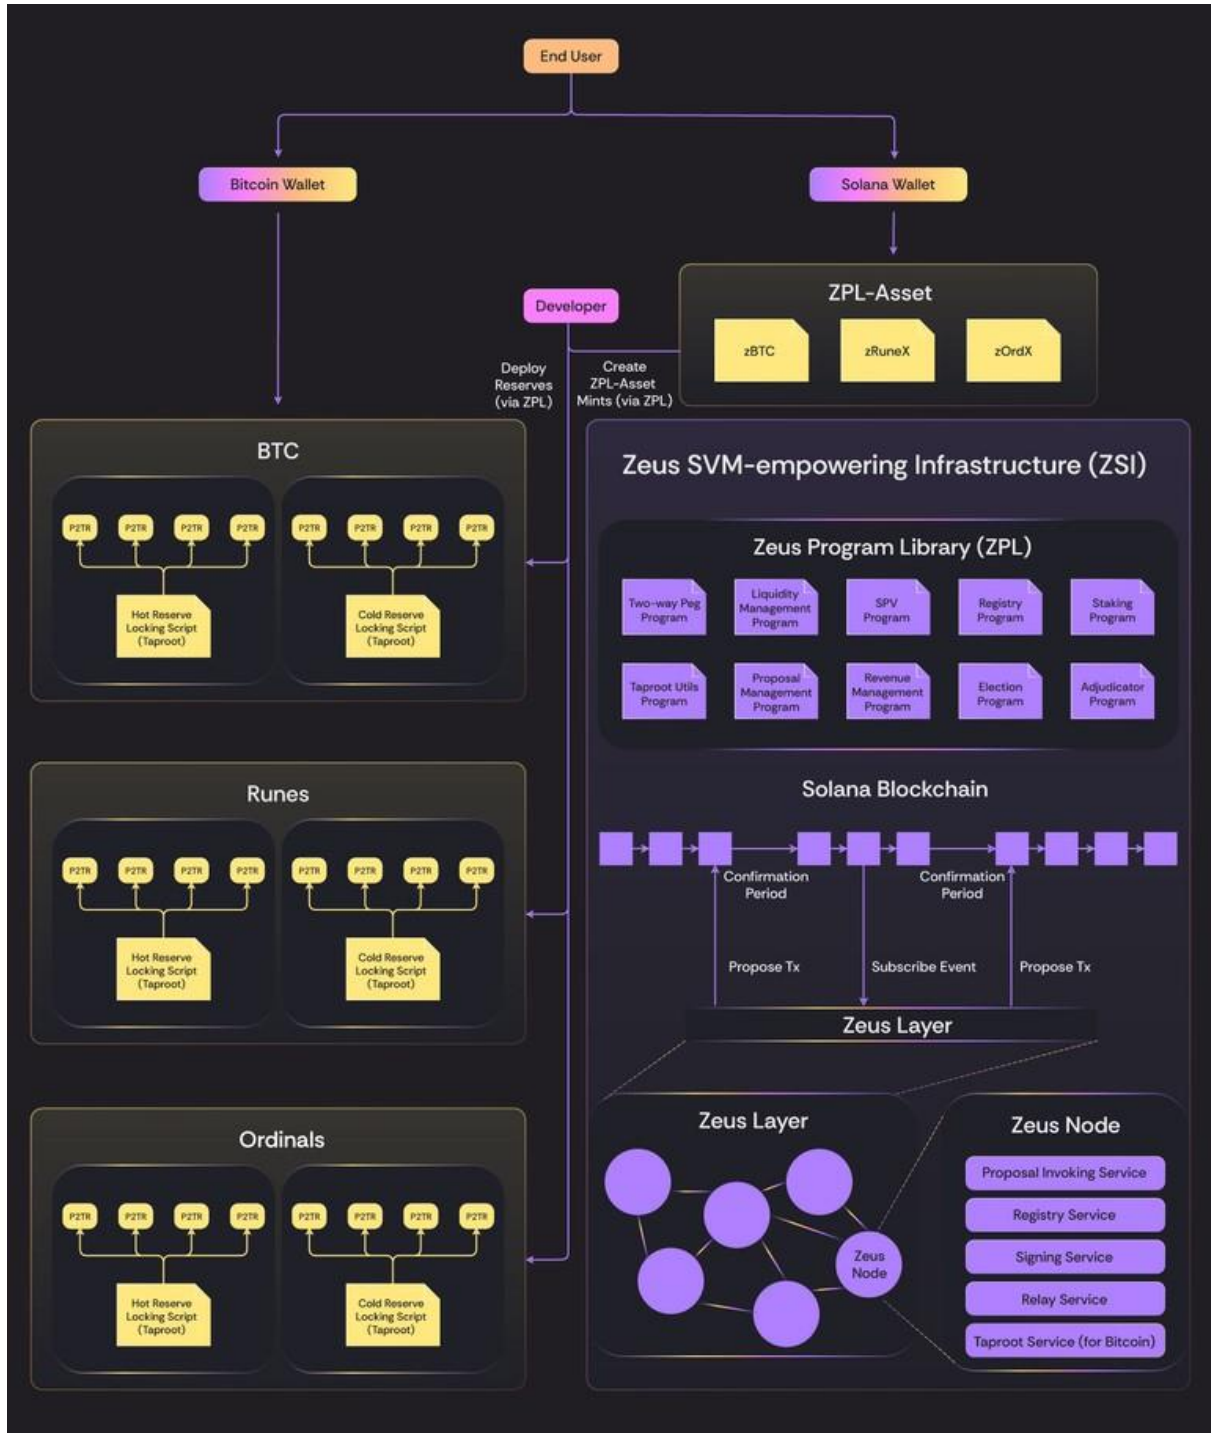 End User
Bitcoin Wallet
Solana Wallet
ZPL-Asset
zBTC
zRuneX
zOrdX
Developer
Deploy
Reserves
(via ZPL)
Create
ZPL-Asset
Mints (via ZPL)
BTC
P2TR
P2TR
P2TR
P2TR
Hot Reserve
Locking Script
(Taproot)
P2TR
P2TR
P2TR
P2TR
Cold Reserve
Locking Script
(Taproot)
Runes
P2TR
P2TR
P2TR
P2TR
Hot Reserve
Locking Script
(Taproot)
P2TR
P2TR
P2TR
P2TR
Cold Reserve
Locking Script
(Taproot)
Ordinals
P2TR
P2TR
P2TR
P2TR
Hot Reserve
Locking Script
(Taproot)
P2TR
P2TR
P2TR
P2TR
Cold Reserve
Locking Script
(Taproot)
Zeus SVM-empowering Infrastructure (ZSI)
Zeus Program Library (ZPL)
Two-way Peg
Program
Liquidity
Management
Program
SPV
Program
Registry
Program
Staking
Program
Taproot Utils
Program
Proposal
Management
Program
Revenue
Management
Program
Election
Program
Adjudicator
Program
Solana Blockchain
Confirmation
Period
Confirmation
Period
Propose Tx
Subscribe Event
Propose Tx
Zeus Layer
Zeus Layer
Zeus
Node
Zeus Node
Proposal Invoking Service
Registry Service
Signing Service
Relay Service
Taproot Service (for Bitcoin)